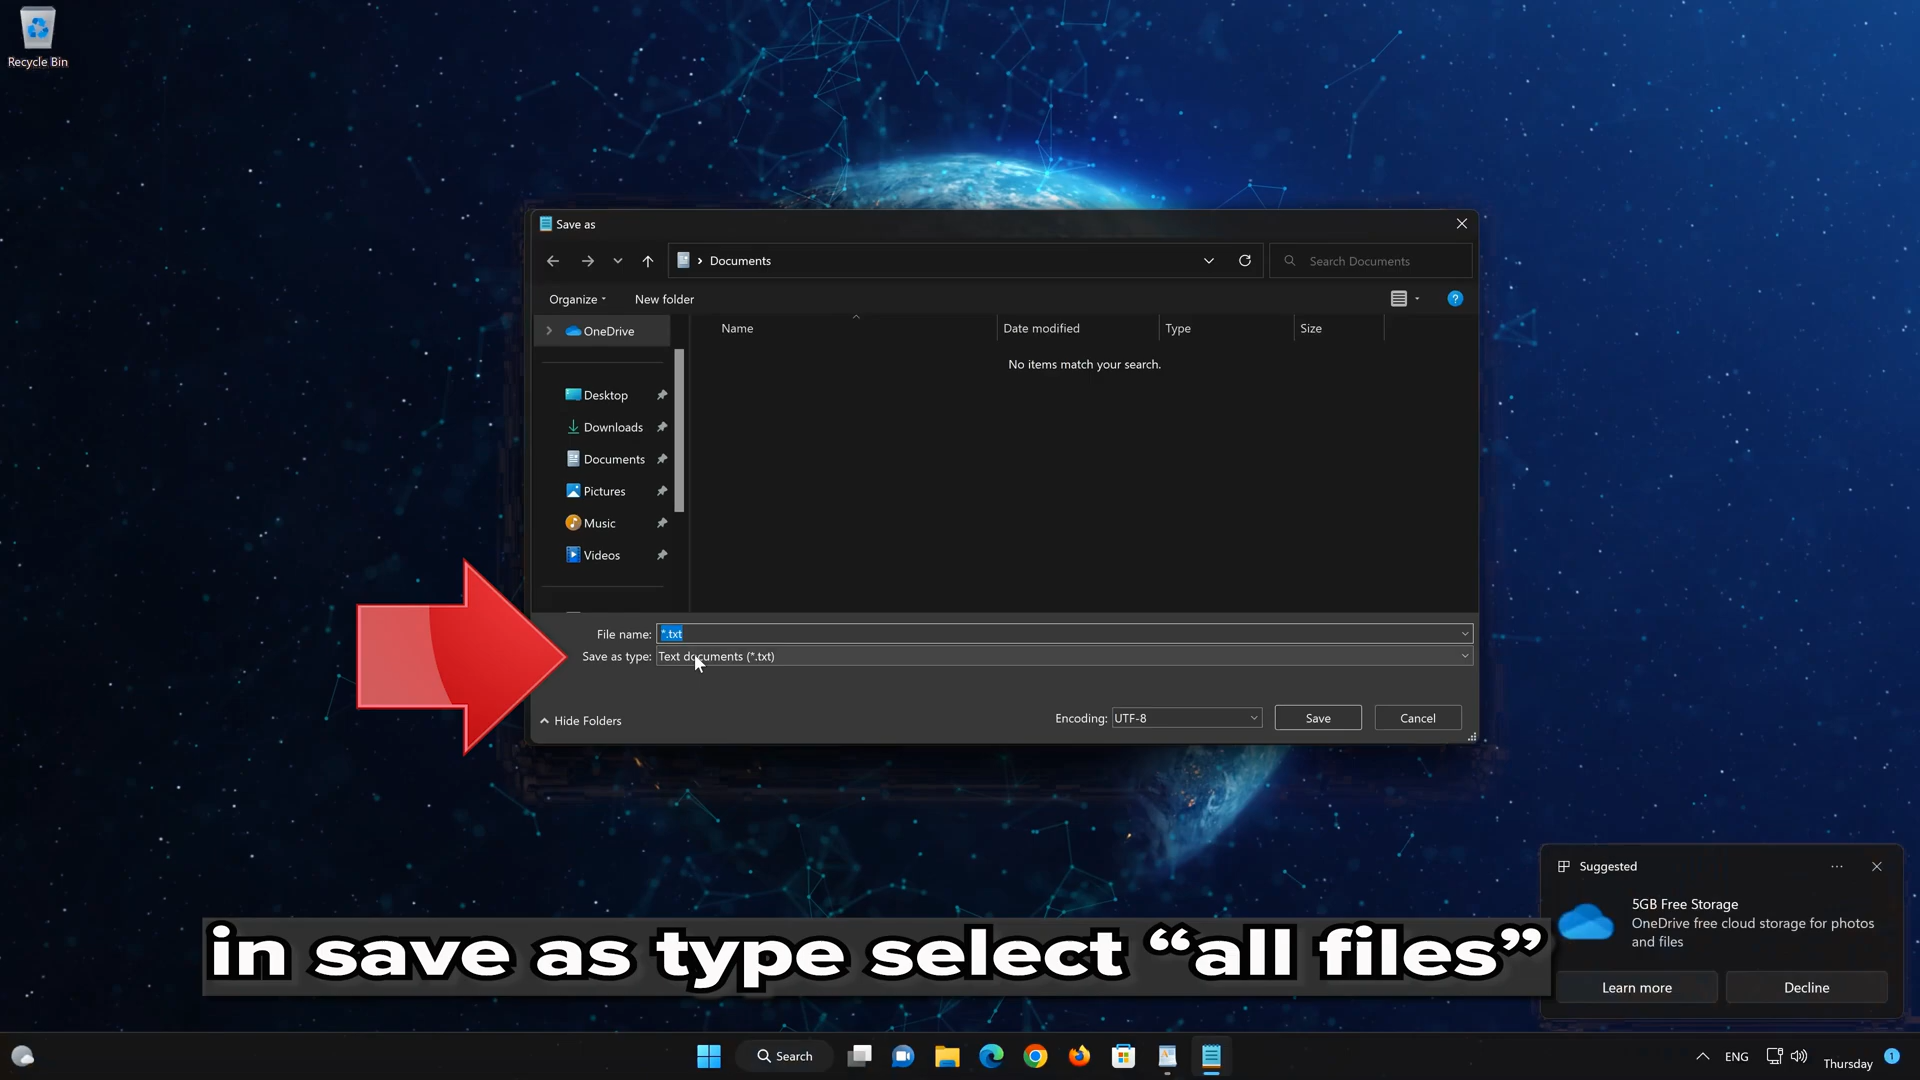 Recycle Bin
Save as
Documents
Search Documents
Organize
New folder
OneDrive
Name
Date modified
Type
Size
No items match your search.
Desktop
Downloads
Documents
Pictures
Music
Videos
File name:
*.txt
Save as type:
Text documents (*.txt)
Hide Folders
Encoding:
UTF-8
Save
Cancel
Suggested
5GB Free Storage
OneDrive free cloud storage for photos
and files
Learn more
Decline
in save as type select “all files”
Search
ENG
Thursday
1